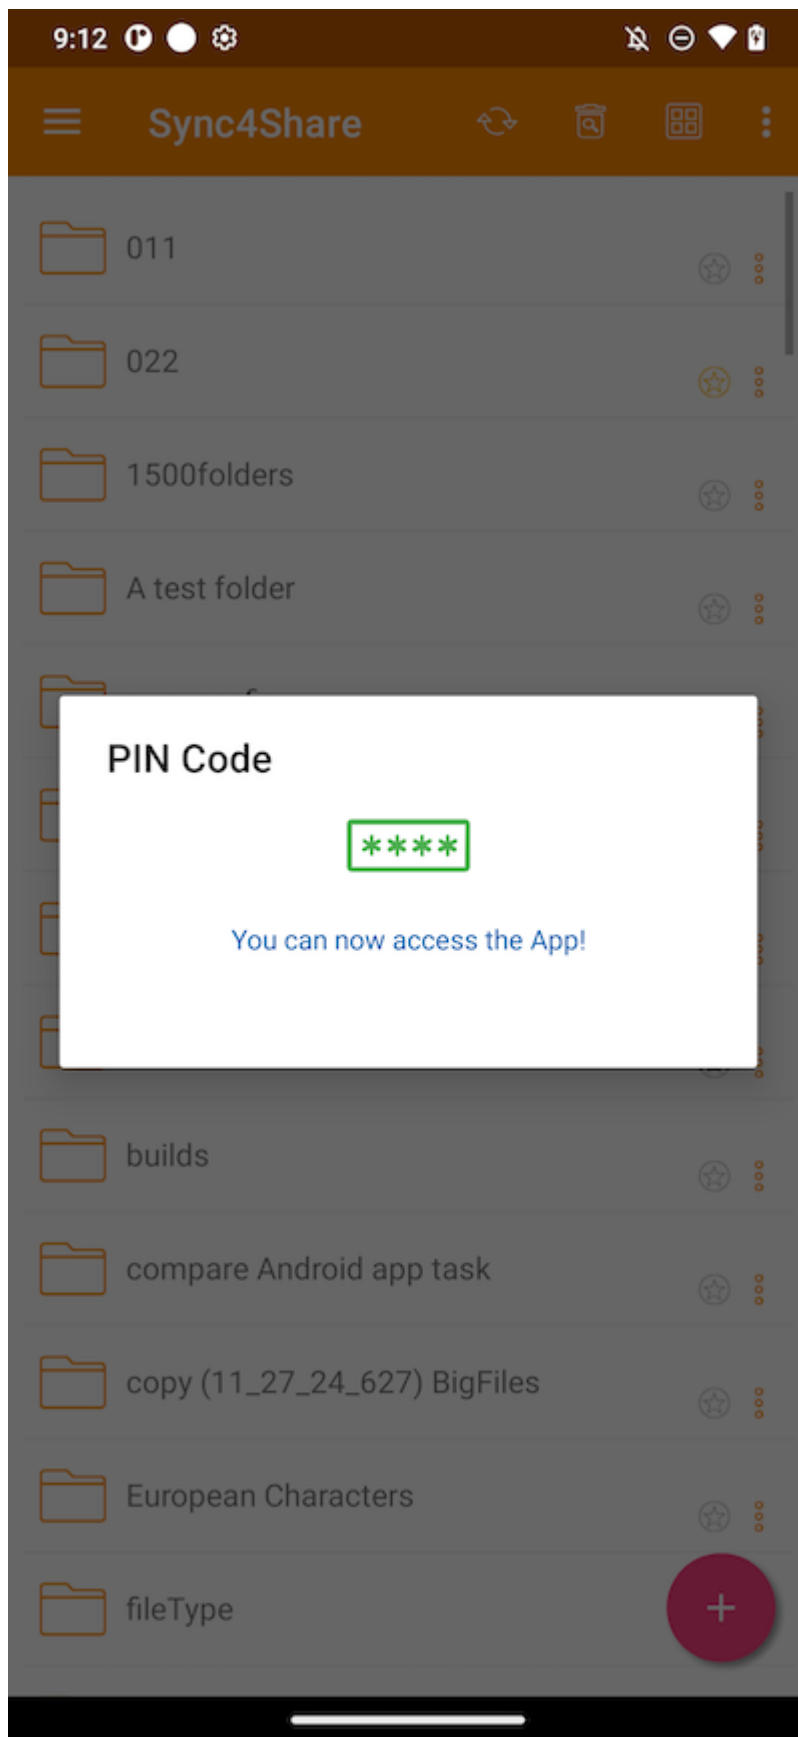 9:12
Sync4Share
011
022
1500folders
A test folder
PIN Code
****
You can now access the App!
builds
compare Android app task
copy (11_27_24_627) BigFiles
European Characters
fileType